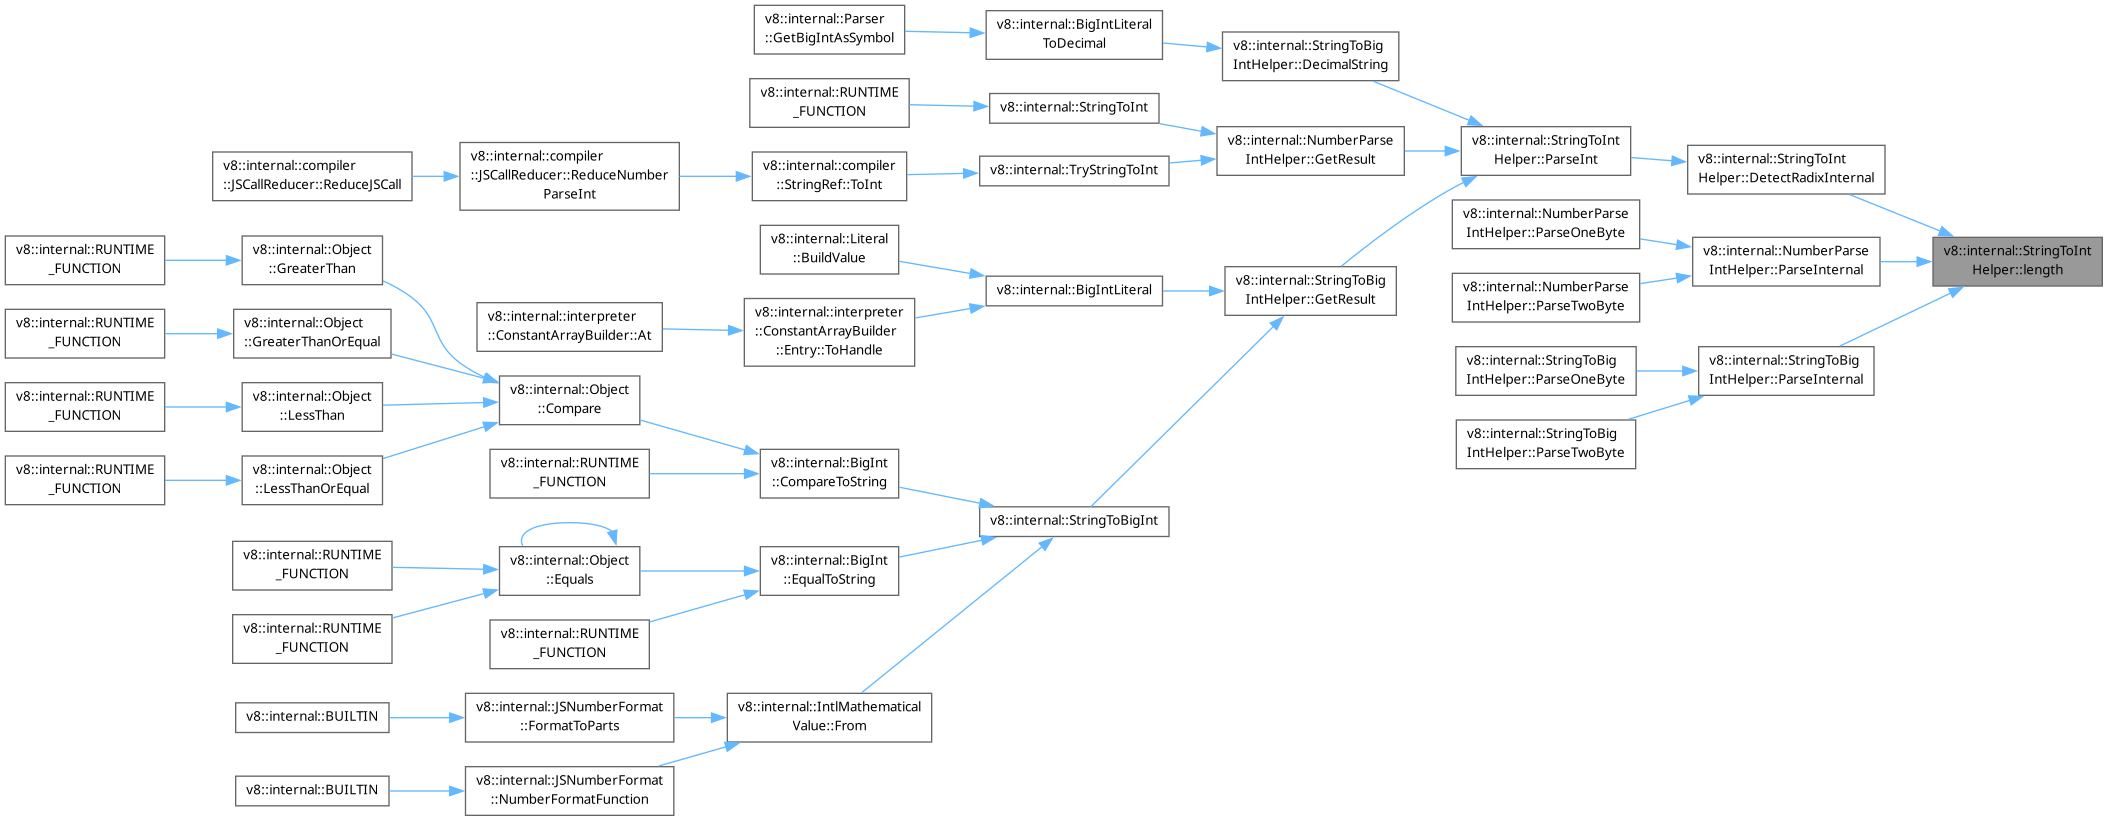 v8::internal::Parser
::GetBigIntAsSymbol
v8::internal::BigIntLiteral
ToDecimal
v8::internal::StringToBig
IntHelper::DecimalString
v8::internal::RUNTIME
_FUNCTION
v8::internal::StringToInt
v8::internal::NumberParse
IntHelper::GetResult
v8::internal::StringToInt
Helper::ParseInt
v8::internal::compiler
::JSCallReducer::ReduceJSCall
v8::internal::compiler
::JSCallReducer::ReduceNumber
ParseInt
v8::internal::compiler
::StringRef::ToInt
v8::internal::TryStringToInt
v8::internal::StringToInt
Helper::DetectRadixInternal
v8::internal::NumberParse
IntHelper::ParseOneByte
v8::internal::RUNTIME
_FUNCTION
v8::internal::Object
::GreaterThan
v8::internal::Literal
::BuildValue
v8::internal::NumberParse
IntHelper::ParseInternal
v8::internal::StringToInt
Helper::length
v8::internal::BigIntLiteral
v8::internal::StringToBig
IntHelper::GetResult
v8::internal::NumberParse
IntHelper::ParseTwoByte
v8::internal::RUNTIME
_FUNCTION
v8::internal::Object
::GreaterThanOrEqual
v8::internal::interpreter
::ConstantArrayBuilder::At
v8::internal::interpreter
::ConstantArrayBuilder
::Entry::ToHandle
v8::internal::StringToBig
IntHelper::ParseOneByte
v8::internal::StringToBig
IntHelper::ParseInternal
v8::internal::RUNTIME
_FUNCTION
v8::internal::Object
::LessThan
v8::internal::Object
::Compare
v8::internal::StringToBig
IntHelper::ParseTwoByte
v8::internal::RUNTIME
_FUNCTION
v8::internal::Object
::LessThanOrEqual
v8::internal::RUNTIME
_FUNCTION
v8::internal::BigInt
::CompareToString
v8::internal::StringToBigInt
v8::internal::RUNTIME
_FUNCTION
v8::internal::Object
::Equals
v8::internal::BigInt
::EqualToString
v8::internal::RUNTIME
_FUNCTION
v8::internal::RUNTIME
_FUNCTION
v8::internal::BUILTIN
v8::internal::JSNumberFormat
::FormatToParts
v8::internal::IntlMathematical
Value::From
v8::internal::BUILTIN
v8::internal::JSNumberFormat
::NumberFormatFunction